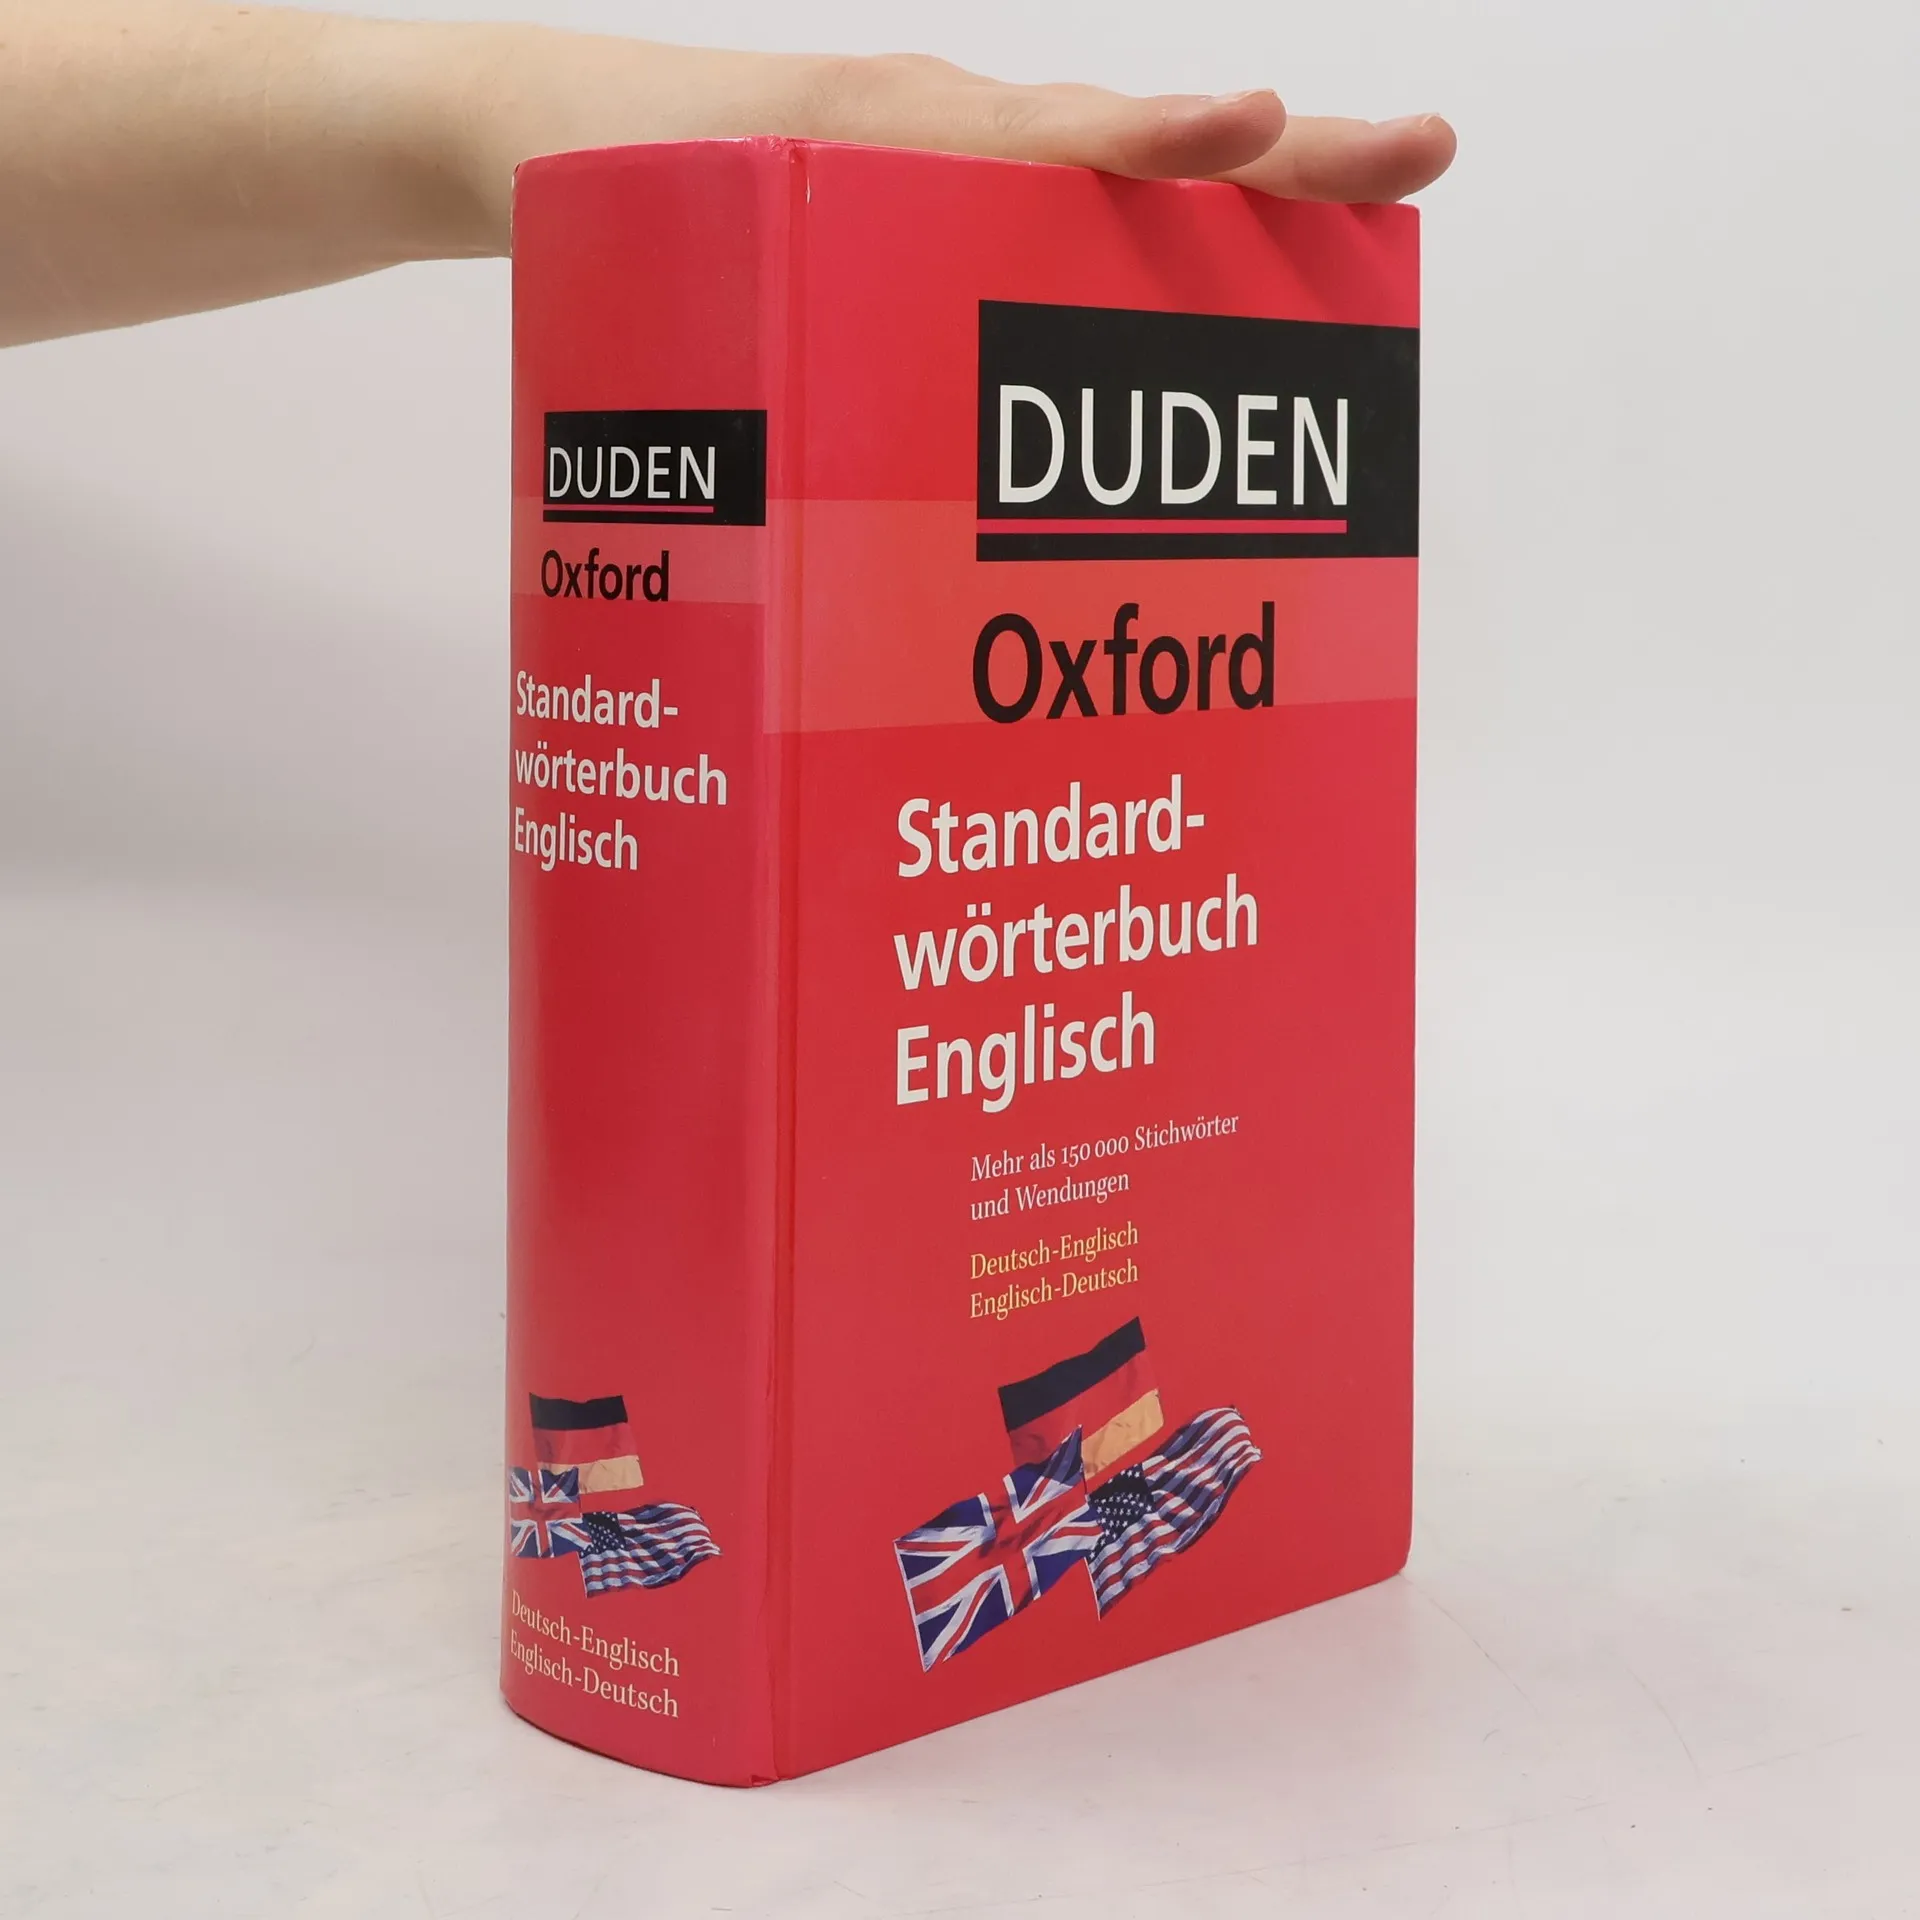 DUDEN
Oxford
Standard-
wörterbuch
Englisch
Deutsch-Englisch
Englisch-Deutsch
DUDEN
Oxford
Standard-
wörterbuch
Englisch
Mehr als 150 000 Stichwörter
und Wendungen
Deutsch-Englisch
Englisch-Deutsch